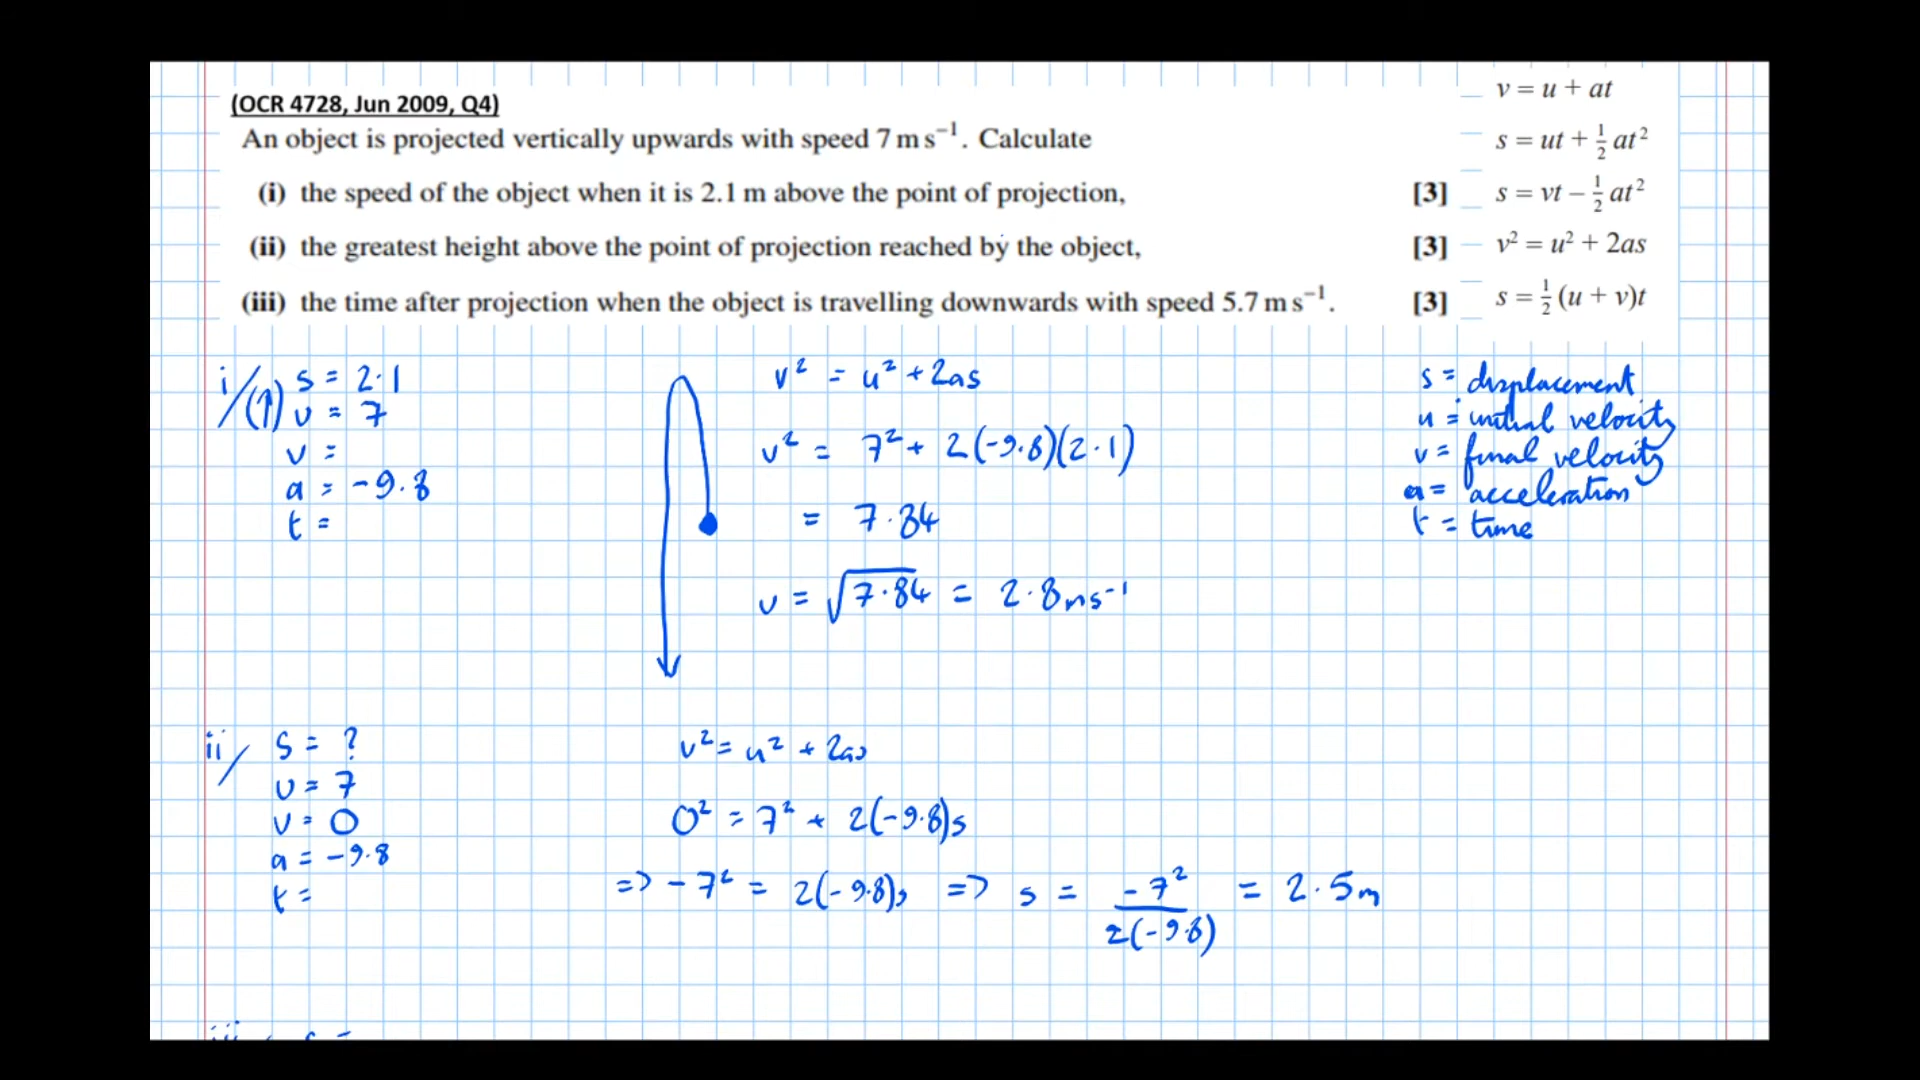 (OCR 4728, Jun 2009, Q4)
An object is projected vertically upwards with speed 7 m s⁻¹. Calculate
(i) the speed of the object when it is 2.1 m above the point of projection, [3]
(ii) the greatest height above the point of projection reached by the object, [3]
(iii) the time after projection when the object is travelling downwards with speed 5.7 m s⁻¹. [3]
v = u + at
s = ut + ½ at²
s = vt − ½ at²
v² = u² + 2as
s = ½ (u + v)t
i/ (↑) s = 2.1
u = 7
v =
a = -9.8
t =
v² = u² + 2as
v² = 7² + 2(-9.8)(2.1)
= 7.84
v = √7.84 = 2.8ms⁻¹
s = displacement
u = initial velocity
v = final velocity
a = acceleration
t = time
ii/ s = ?
u = 7
v = 0
a = -9.8
t =
v² = u² + 2as
0² = 7² + 2(-9.8)s
=> -7² = 2(-9.8)s => s = -7² / 2(-9.8) = 2.5m